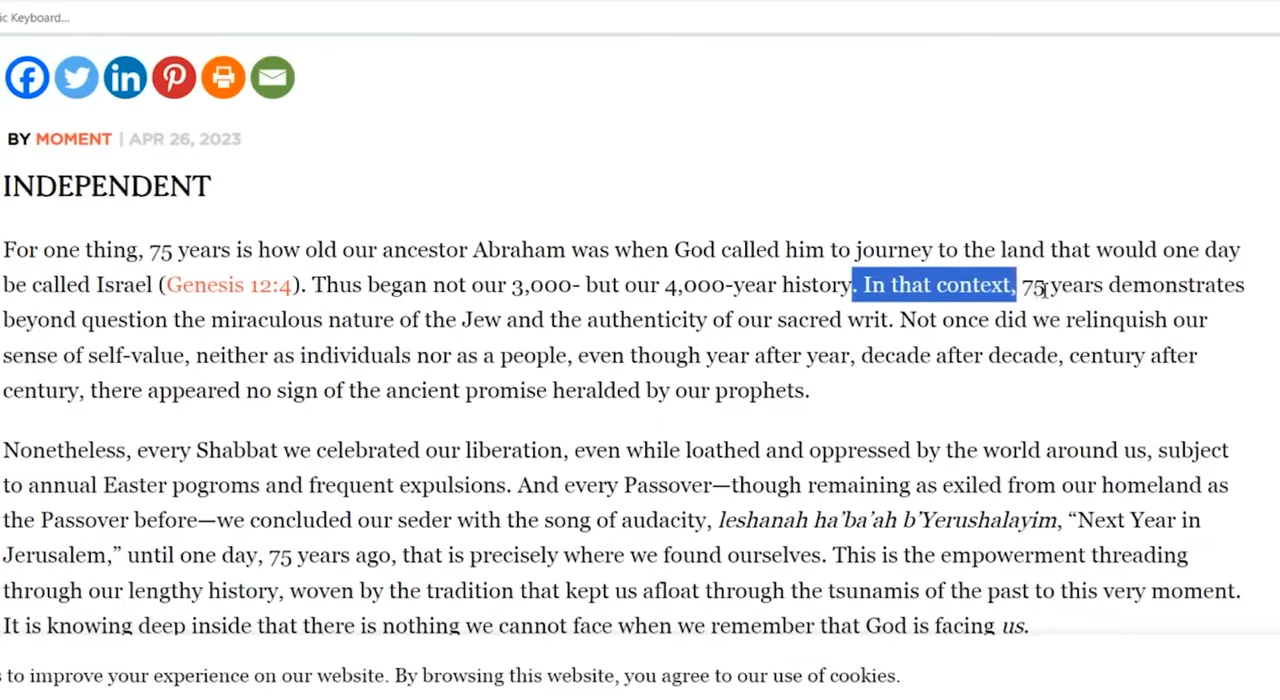 ic Keyboard...
BY MOMENT | APR 26, 2023
INDEPENDENT
For one thing, 75 years is how old our ancestor Abraham was when God called him to journey to the land that would one day
be called Israel (Genesis 12:4). Thus began not our 3,000- but our 4,000-year history. In that context, 75 years demonstrates
beyond question the miraculous nature of the Jew and the authenticity of our sacred writ. Not once did we relinquish our
sense of self-value, neither as individuals nor as a people, even though year after year, decade after decade, century after
century, there appeared no sign of the ancient promise heralded by our prophets.
Nonetheless, every Shabbat we celebrated our liberation, even while loathed and oppressed by the world around us, subject
to annual Easter pogroms and frequent expulsions. And every Passover—though remaining as exiled from our homeland as
the Passover before—we concluded our seder with the song of audacity, leshanah ha’ba’ah b’Yerushalayim, “Next Year in
Jerusalem,” until one day, 75 years ago, that is precisely where we found ourselves. This is the empowerment threading
through our lengthy history, woven by the tradition that kept us afloat through the tsunamis of the past to this very moment.
It is knowing deep inside that there is nothing we cannot face when we remember that God is facing us.
s to improve your experience on our website. By browsing this website, you agree to our use of cookies.